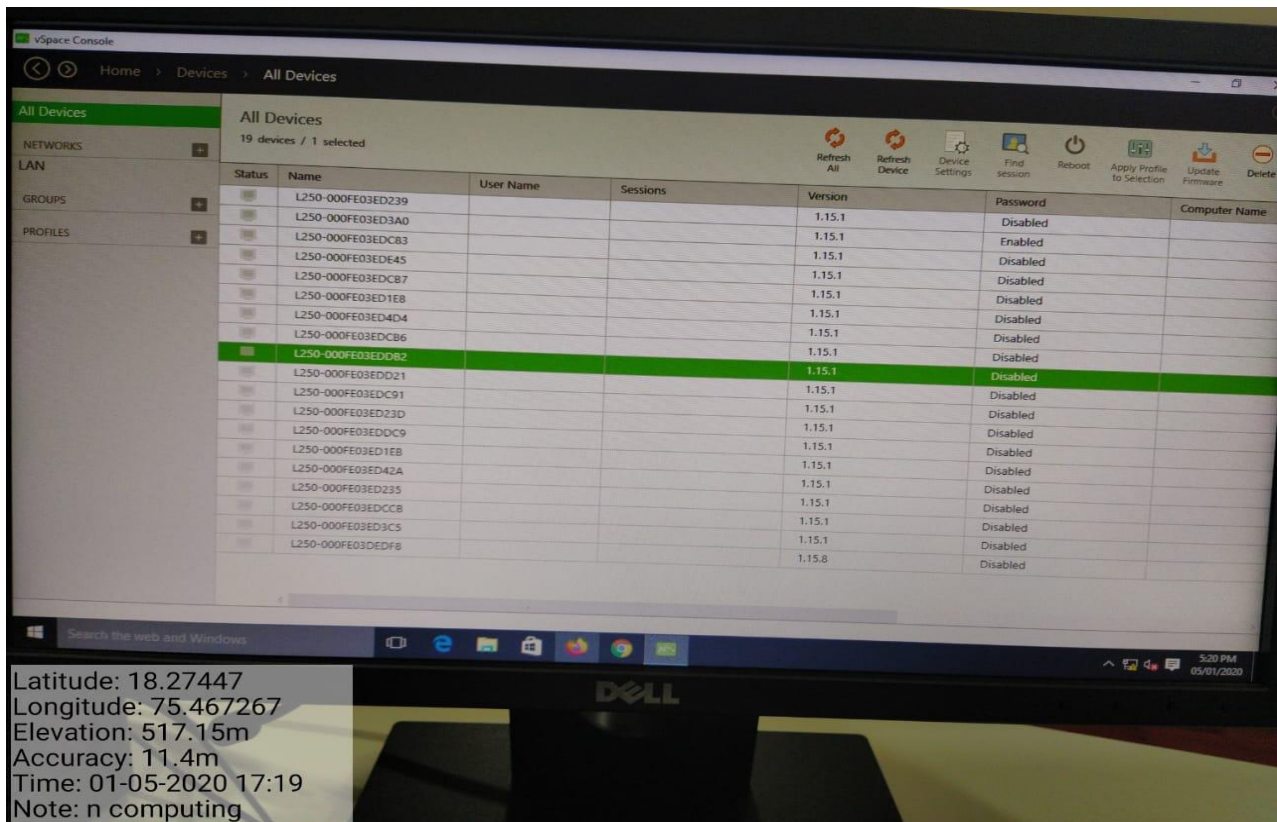 vSpace Console
Home > Devices > All Devices
All Devices
NETWORKS
LAN
GROUPS
PROFILES
All Devices
19 devices / 1 selected
Refresh All
Refresh Device
Device Settings
Find session
Reboot
Apply Profile to Selection
Update Firmware
Delete
Status Name User Name Sessions Version Password Computer Name
L250-000FE03ED239 1.15.1 Disabled
L250-000FE03ED3A0 1.15.1 Enabled
L250-000FE03EDC83 1.15.1 Disabled
L250-000FE03EDE45 1.15.1 Disabled
L250-000FE03EDCB7 1.15.1 Disabled
L250-000FE03ED1E8 1.15.1 Disabled
L250-000FE03ED4D4 1.15.1 Disabled
L250-000FE03EDCB6 1.15.1 Disabled
L250-000FE03EDDB2 1.15.1 Disabled
L250-000FE03EDD21 1.15.1 Disabled
L250-000FE03EDC91 1.15.1 Disabled
L250-000FE03ED23D 1.15.1 Disabled
L250-000FE03EDDC9 1.15.1 Disabled
L250-000FE03ED1EB 1.15.1 Disabled
L250-000FE03ED42A 1.15.1 Disabled
L250-000FE03ED235 1.15.1 Disabled
L250-000FE03EDCCB 1.15.1 Disabled
L250-000FE03ED3C5 1.15.1 Disabled
L250-000FE03DEDFB 1.15.8 Disabled
Search the web and Windows
5:20 PM
05/01/2020
DELL
Latitude: 18.27447
Longitude: 75.467267
Elevation: 517.15m
Accuracy: 11.4m
Time: 01-05-2020 17:19
Note: n computing